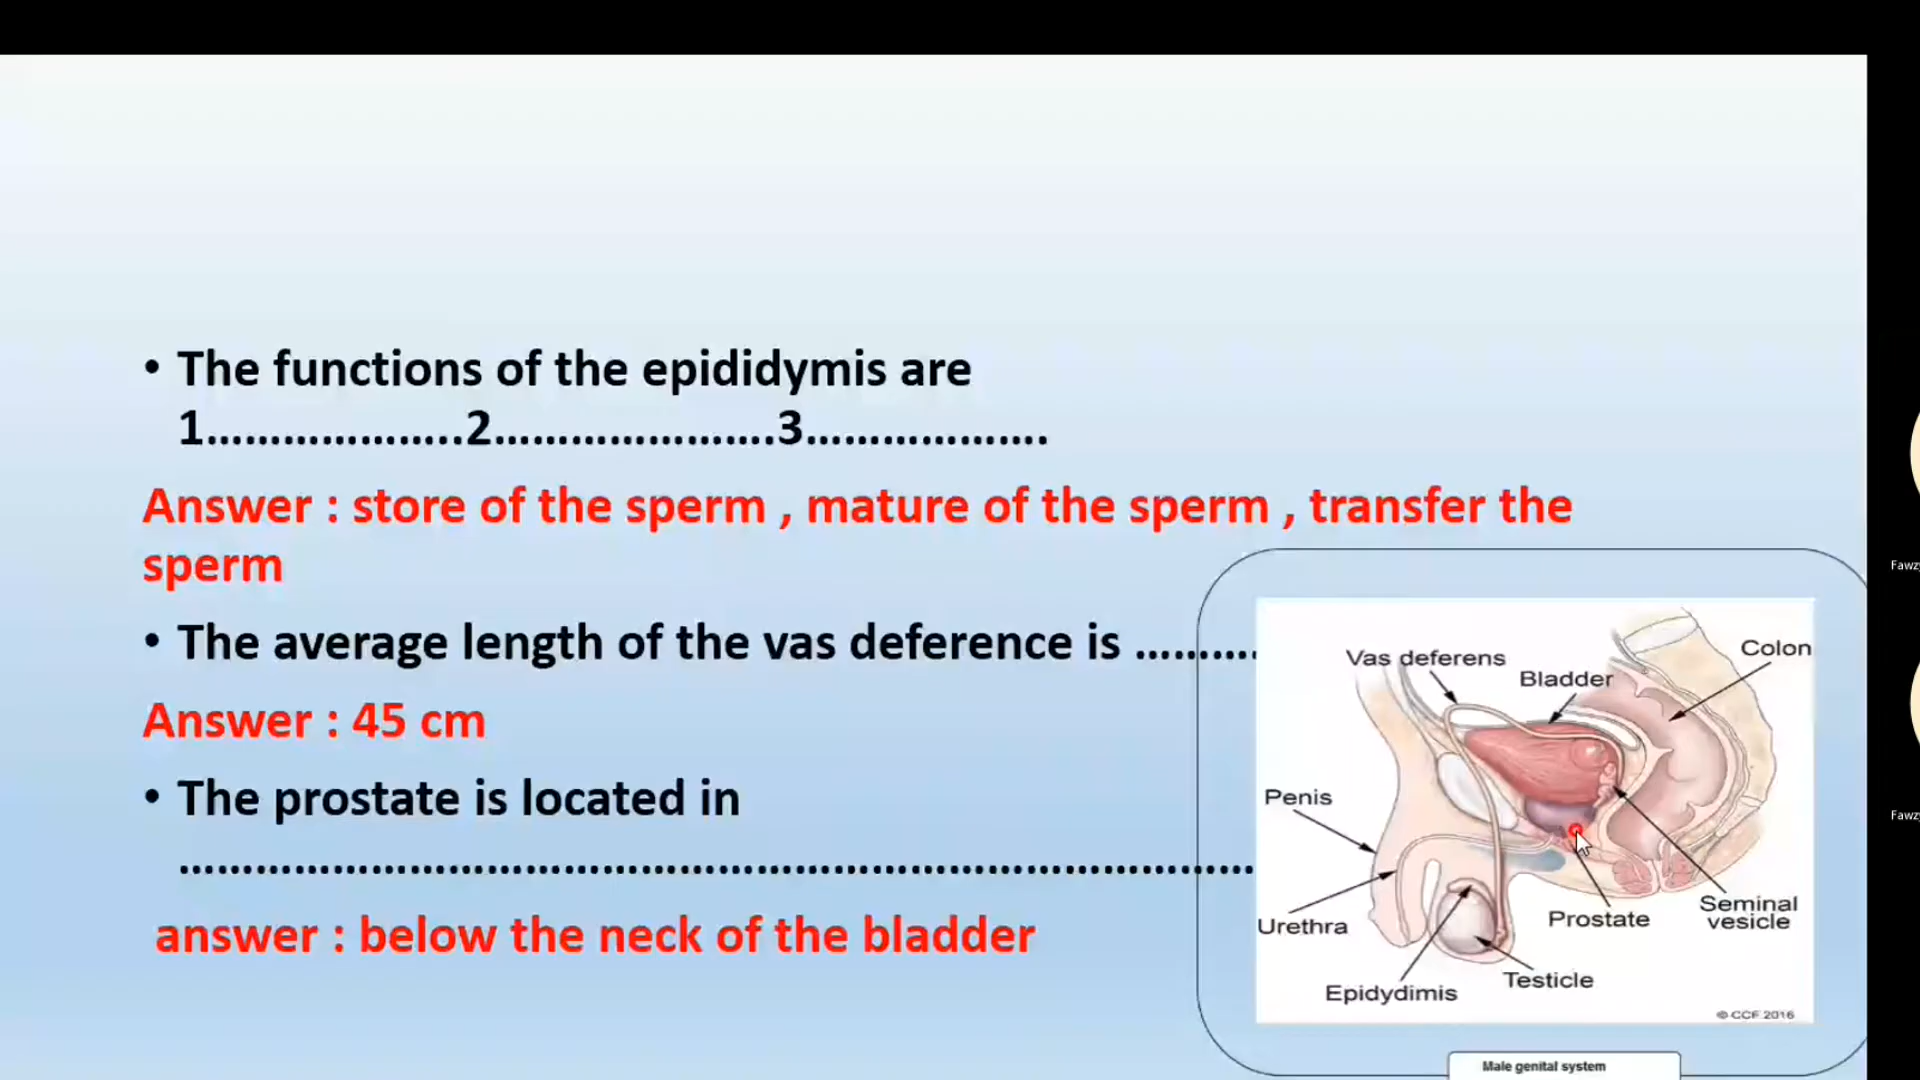 • The functions of the epididymis are
1………………..2………………….3……………….
Answer : store of the sperm , mature of the sperm , transfer the
sperm
• The average length of the vas deference is ……….
Answer : 45 cm
• The prostate is located in
…………………………………………………………………………
answer : below the neck of the bladder
Vas deferens
Colon
Bladder
Penis
Urethra
Prostate
Seminal
vesicle
Testicle
Epidydimis
© CCF 2016
Male genital system
Fawzy
Fawzy